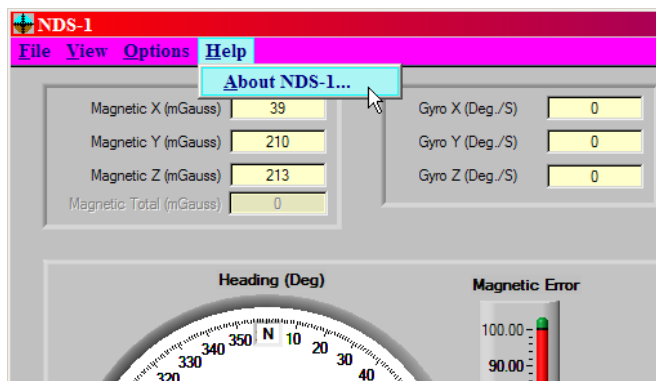 NDS-1
File View Options Help
About NDS-1...
Magnetic X (mGauss) 39
Magnetic Y (mGauss) 210
Magnetic Z (mGauss) 213
Magnetic Total (mGauss) 0
Gyro X (Deg./S) 0
Gyro Y (Deg./S) 0
Gyro Z (Deg./S) 0
Heading (Deg)
320 330 340 350 N 10 20 30 40
Magnetic Error
100.00
90.00